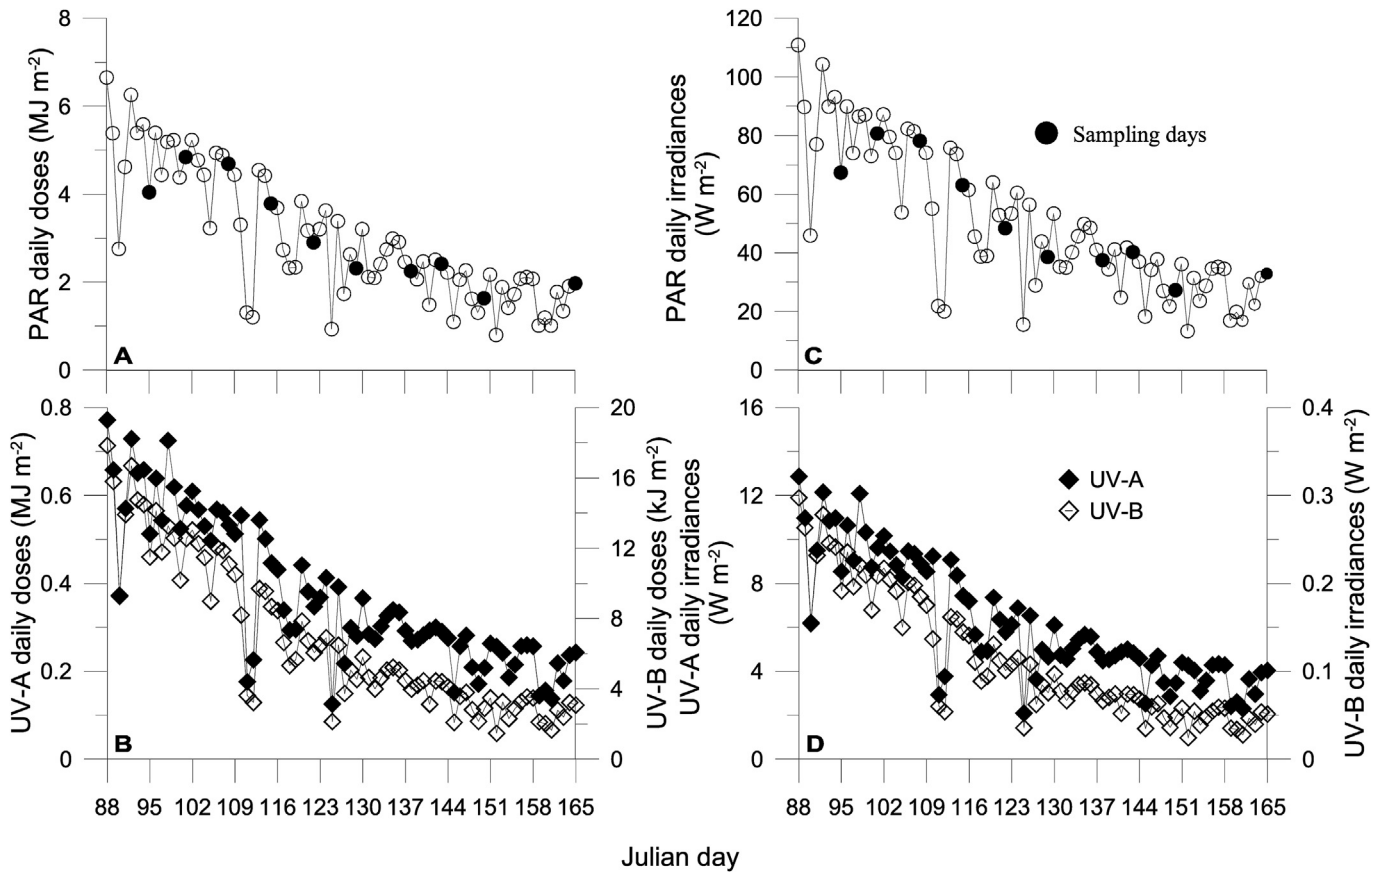 PAR daily doses (MJ m-2)
8
6
4
2
0
A
PAR daily irradiances
(W m-2)
120
100
80
60
40
20
0
C
Sampling days
UV-A daily doses (MJ m-2)
0.8
0.6
0.4
0.2
0
B
20
16
12
8
4
0
UV-B daily doses (kJ m-2)
88 95 102 109 116 123 130 137 144 151 158 165
UV-A daily irradiances
(W m-2)
16
12
8
4
0
D
UV-A
UV-B
0.4
0.3
0.2
0.1
0
UV-B daily irradiances (W m-2)
88 95 102 109 116 123 130 137 144 151 158 165
Julian day